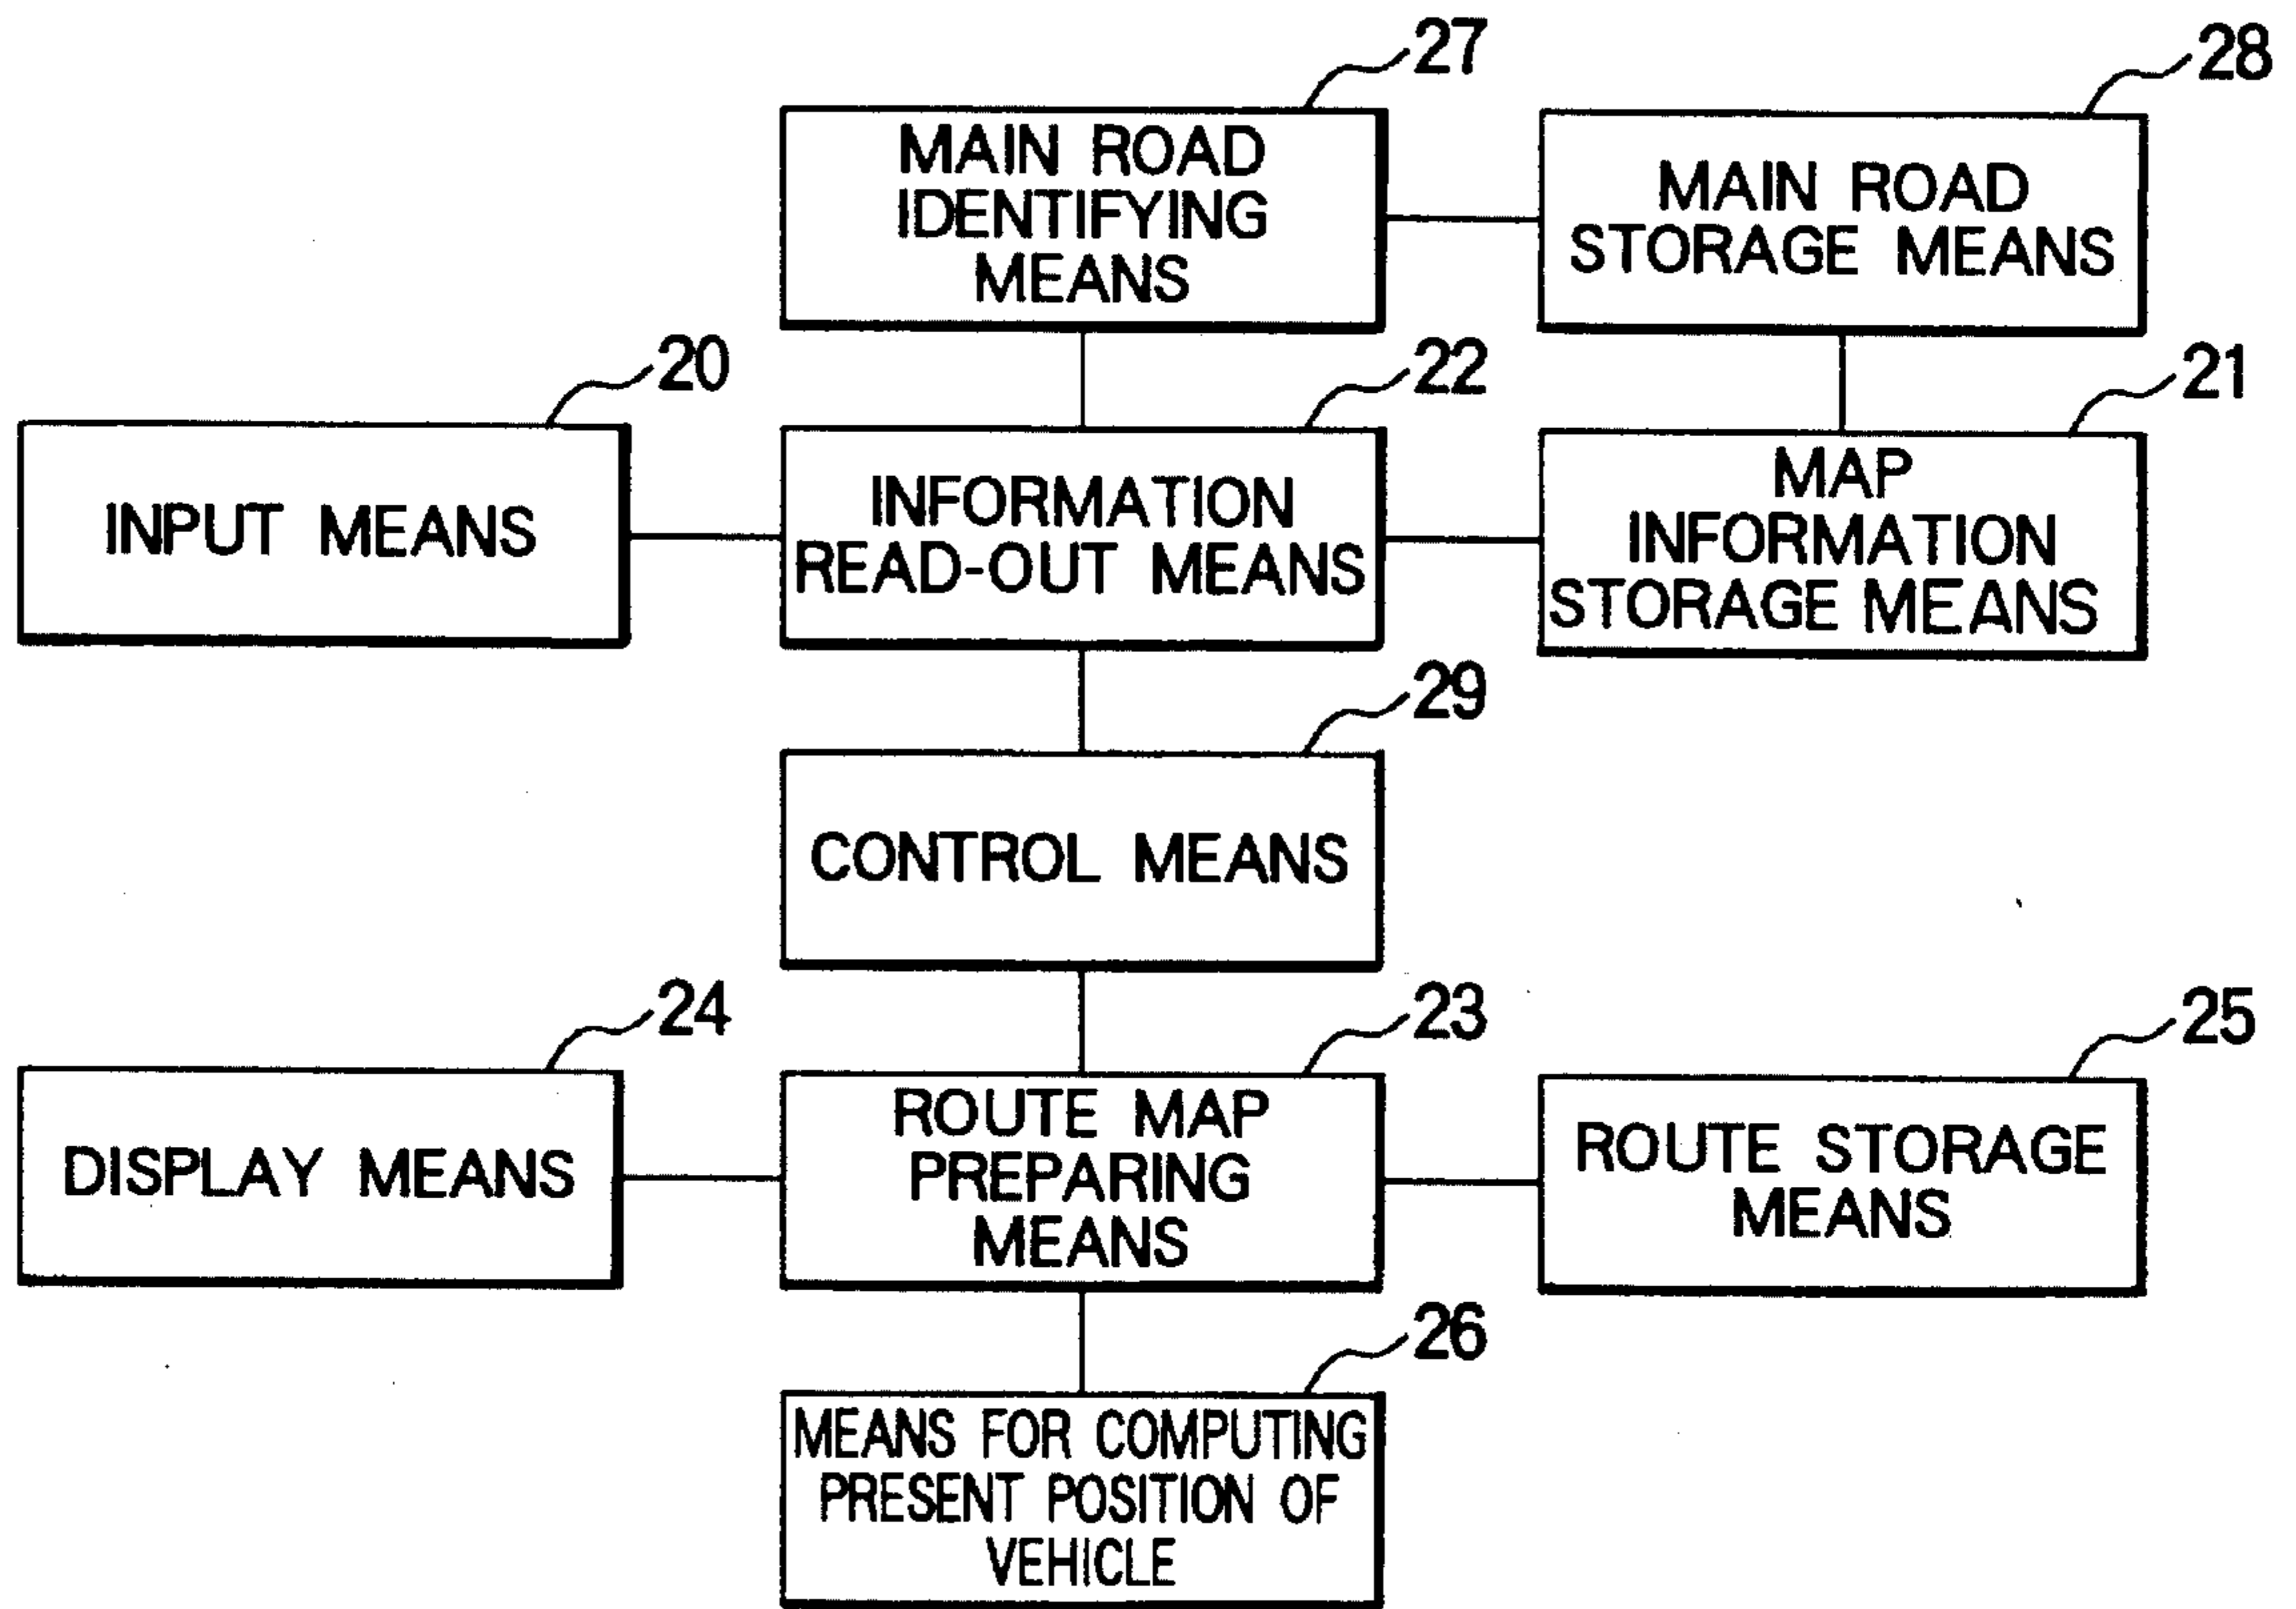 27
MAIN ROAD
IDENTIFYING
MEANS
28
MAIN ROAD
STORAGE MEANS
20
INPUT MEANS
22
INFORMATION
READ-OUT MEANS
21
MAP
INFORMATION
STORAGE MEANS
29
CONTROL MEANS
24
DISPLAY MEANS
23
ROUTE MAP
PREPARING
MEANS
25
ROUTE STORAGE
MEANS
26
MEANS FOR COMPUTING
PRESENT POSITION OF
VEHICLE